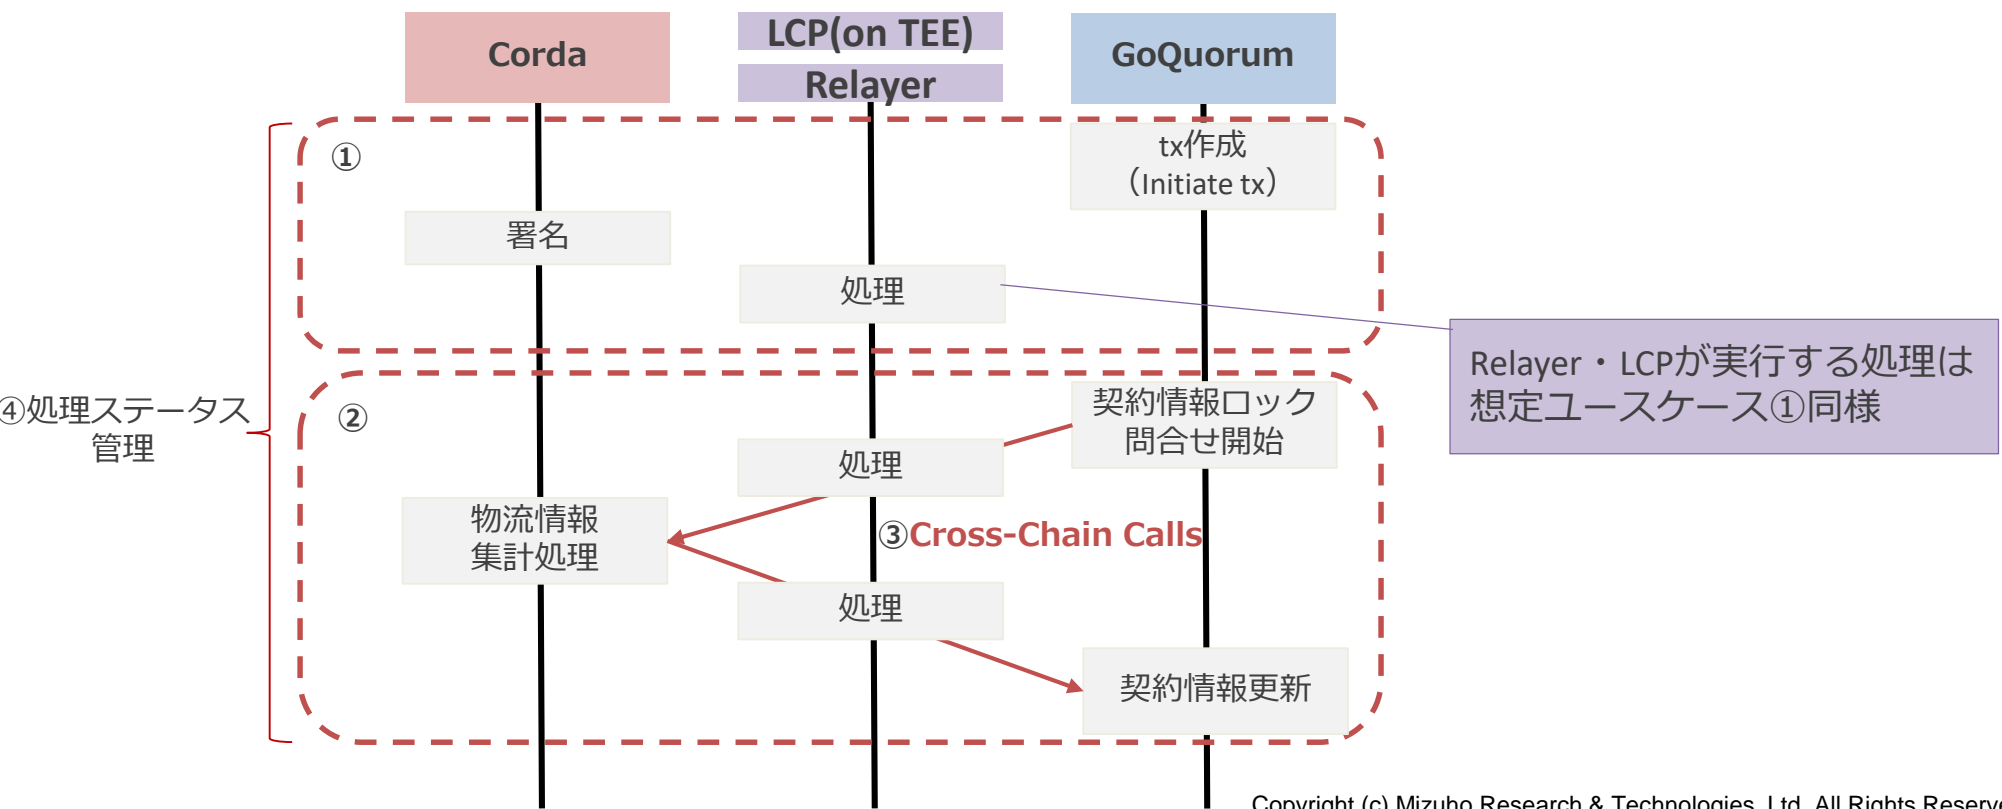 Corda
LCP(on TEE)
Relayer
GoQuorum
①
tx作成
（Initiate tx）
署名
処理
Relayer・LCPが実行する処理は
想定ユースケース①同様
④処理ステータス
管理
②
契約情報ロック
問合せ開始
処理
物流情報
集計処理
③Cross-Chain Calls
処理
契約情報更新
Copyright (c) Mizuho Research & Technologies, Ltd. All Rights Reserv